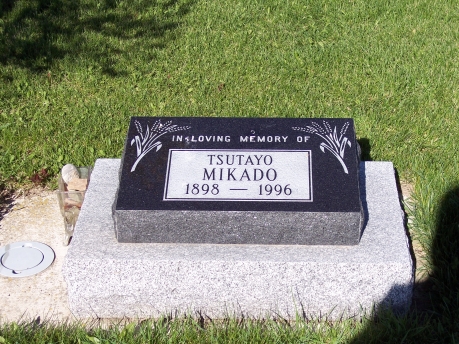 IN LOVING MEMORY OF
TSUTAYO
MIKADO
1898 — 1996